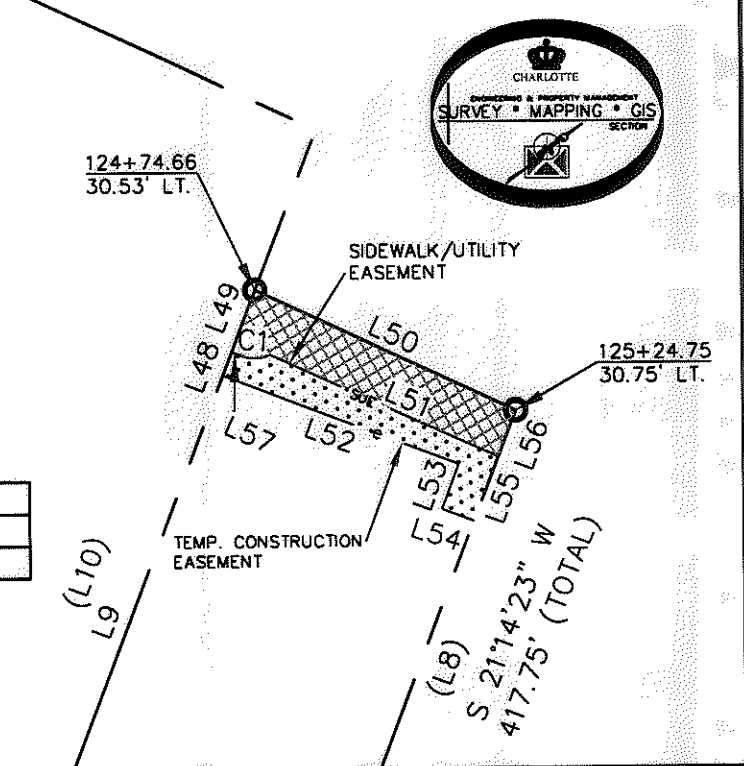 CHARLOTTE
ENGINEERING & PROPERTY MANAGEMENT
SURVEY * MAPPING * GIS
SECTION
124+74.66
30.53' LT.
SIDEWALK/UTILITY
EASEMENT
L49
L50
C1
L48
125+24.75
30.75' LT.
SUE
L51
L57
L52
L56
L53
L55
L54
TEMP. CONSTRUCTION
EASEMENT
(L10)
L9
(L8)
S 21°14'23" W
417.75' (TOTAL)